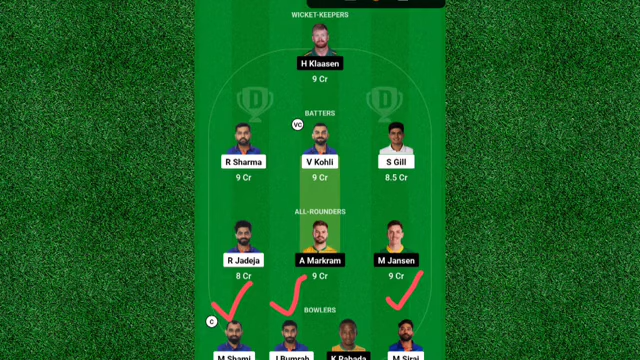 WICKET-KEEPERS
H Klaasen
9 Cr
D
D
BATTERS
VC
R Sharma
V Kohli
S Gill
9 Cr
9 Cr
8.5 Cr
ALL-ROUNDERS
R Jadeja
A Markram
M Jansen
8 Cr
9 Cr
9 Cr
BOWLERS
C
M Shami
J Bumrah
K Rabada
M Siraj